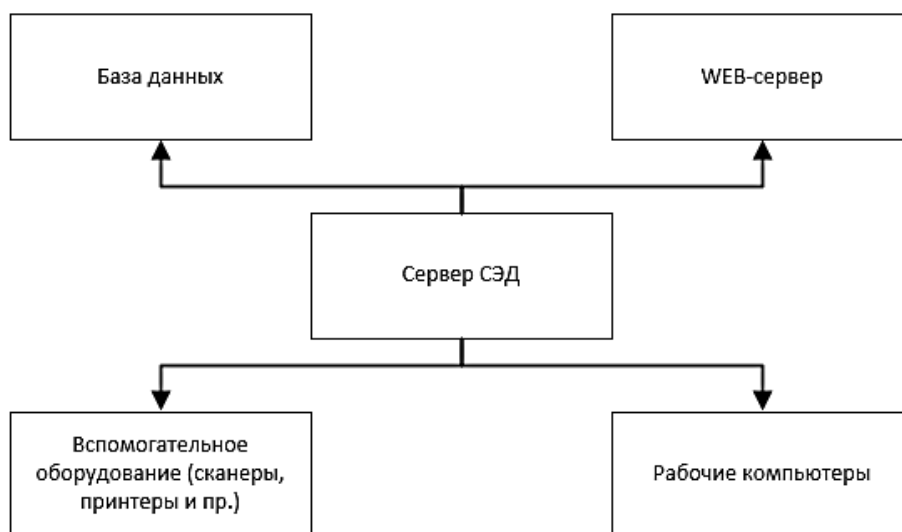 База данных
WEB-сервер
Сервер СЭД
Вспомогательное
оборудование (сканеры,
принтеры и пр.)
Рабочие компьютеры